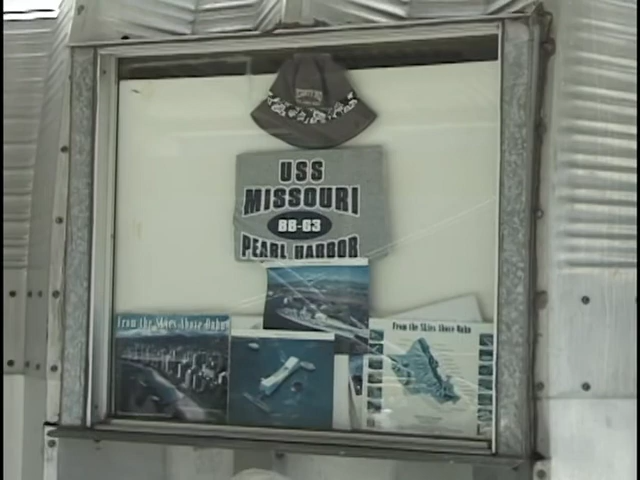 USS
MISSOURI
BB-63
PEARL HARBOR
From the Skies Above Oahu
From the Skies Above Oahu